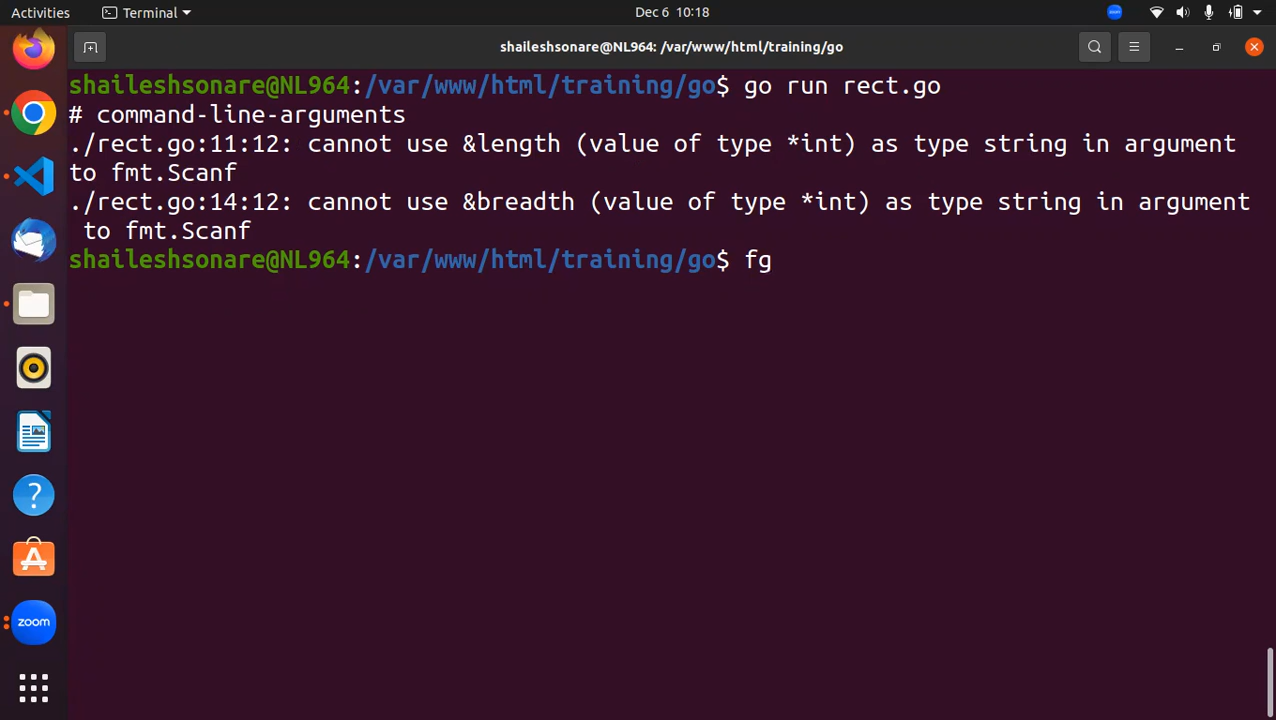 Activities Terminal Dec 6 10:18
shaileshsonare@NL964: /var/www/html/training/go
shaileshsonare@NL964:/var/www/html/training/go$ go run rect.go
# command-line-arguments
./rect.go:11:12: cannot use &length (value of type *int) as type string in argument
to fmt.Scanf
./rect.go:14:12: cannot use &breadth (value of type *int) as type string in argument
to fmt.Scanf
shaileshsonare@NL964:/var/www/html/training/go$ fg
zoom
zoom